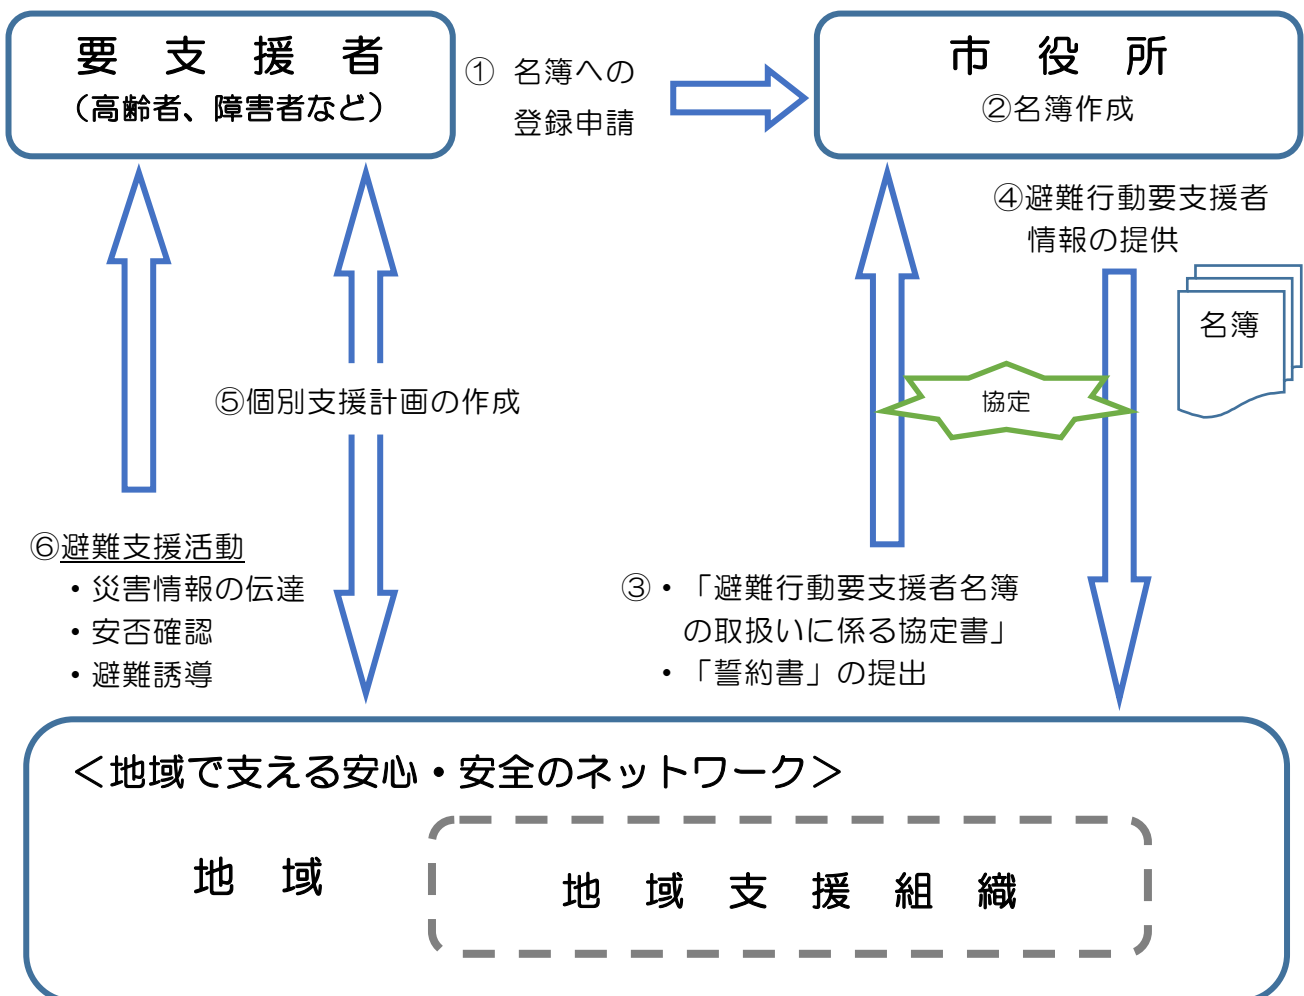 要　支　援　者
（高齢者、障害者など）
① 名簿への
登録申請
市　役　所
②名簿作成
④避難行動要支援者
情報の提供
名簿
協定
⑤個別支援計画の作成
⑥避難支援活動
・災害情報の伝達
・安否確認
・避難誘導
③・「避難行動要支援者名簿
の取扱いに係る協定書」
・「誓約書」の提出
＜地域で支える安心・安全のネットワーク＞
地　域
地　域　支　援　組　織